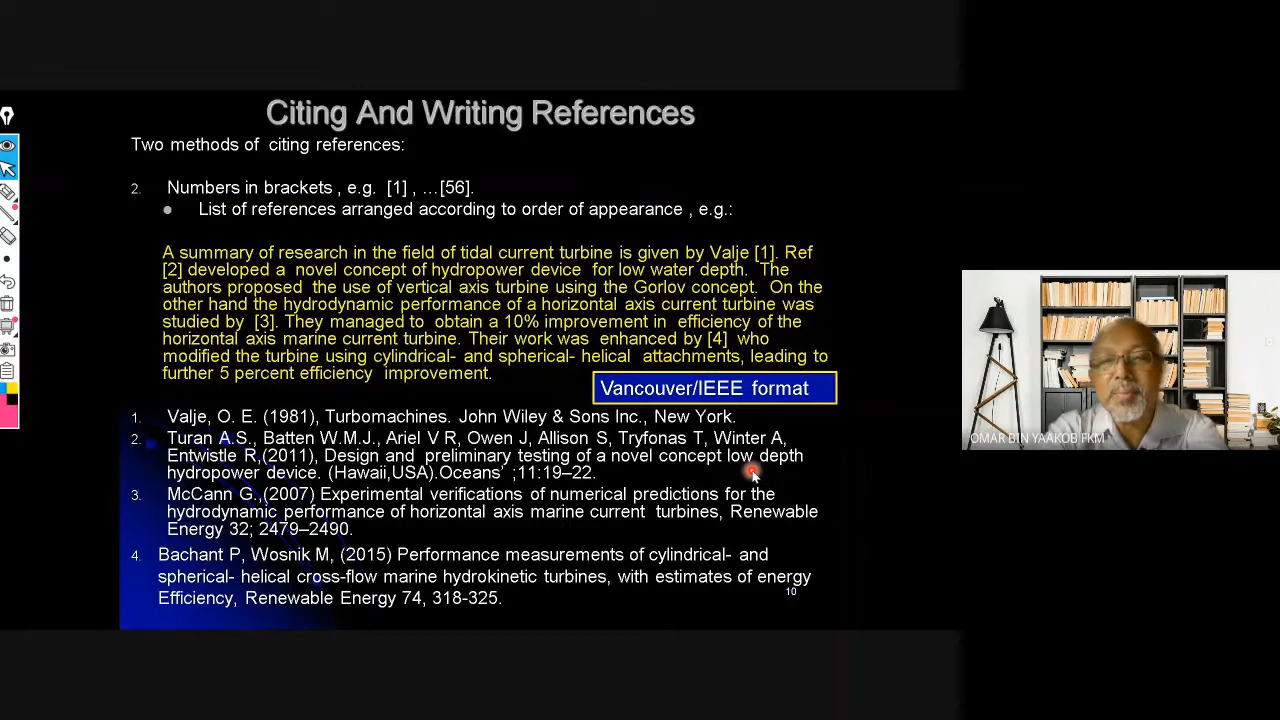 Citing And Writing References
Two methods of citing references:
2. Numbers in brackets , e.g. [1] , …[56].
● List of references arranged according to order of appearance , e.g.:
A summary of research in the field of tidal current turbine is given by Valje [1]. Ref
[2] developed a novel concept of hydropower device for low water depth. The
authors proposed the use of vertical axis turbine using the Gorlov concept. On the
other hand the hydrodynamic performance of a horizontal axis current turbine was
studied by [3]. They managed to obtain a 10% improvement in efficiency of the
horizontal axis marine current turbine. Their work was enhanced by [4] who
modified the turbine using cylindrical- and spherical- helical attachments, leading to
further 5 percent efficiency improvement.
Vancouver/IEEE format
1. Valje, O. E. (1981), Turbomachines. John Wiley & Sons Inc., New York.
2. Turan A.S., Batten W.M.J., Ariel V R, Owen J, Allison S, Tryfonas T, Winter A,
Entwistle R,(2011), Design and preliminary testing of a novel concept low depth
hydropower device. (Hawaii,USA).Oceans’ ;11:19–22.
3. McCann G.,(2007) Experimental verifications of numerical predictions for the
hydrodynamic performance of horizontal axis marine current turbines, Renewable
Energy 32; 2479–2490.
4. Bachant P, Wosnik M, (2015) Performance measurements of cylindrical- and
spherical- helical cross-flow marine hydrokinetic turbines, with estimates of energy
Efficiency, Renewable Energy 74, 318-325.
10
OMAR BIN YAAKOB FKM